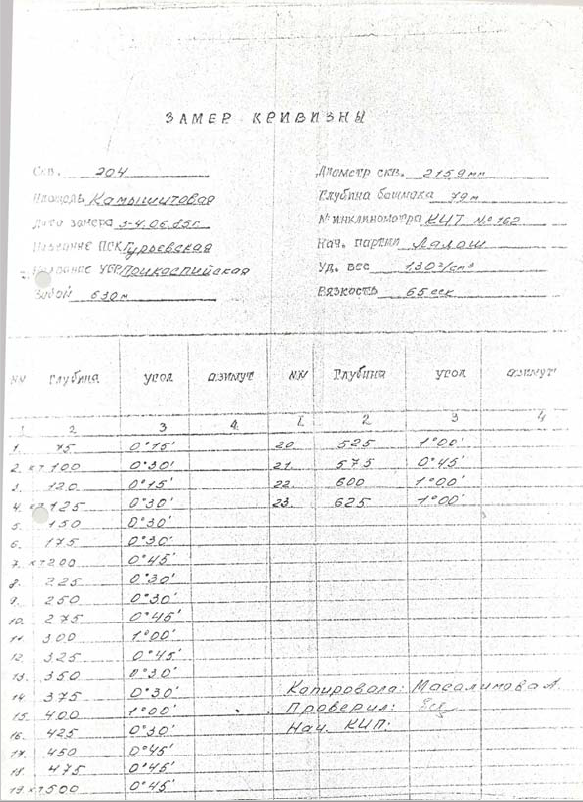 ЗАМЕР КРИВИЗНЫ
Скв. 204
Диаметр скв. 215,9 мм
Площадь Камышитовая
Глубина башмака 79м
Дата замера 3-4.06.85г.
№ инклинометра КИТ № 162
Название ПСК Гурьевская
Нач. партии Лалош
Название УБР Прикаспийская
Уд. вес 1.30
Забой 630м
Вязкость 65 сек
NN Глубина угол азимут NN Глубина угол азимут
1 2 3 4 1 2 3 4
1. 75 0°15' 20. 525 1°00'
2. кт 100 0°30' 21. 575 0°45'
3. 120 0°15' 22. 600 1°00'
4. кт 125 0°30' 23. 625 1°00'
5. 150 0°30'
6. 175 0°30'
7. кт 200 0°45'
8. 225 0°30'
9. 250 0°30'
10. 275 0°45'
11. 300 1°00'
12. 325 0°45'
13. 350 0°30'
14. 375 0°30'
15. 400 1°00'
16. 425 0°30'
17. 450 0°45'
18. 475 0°45'
19. кт 500 0°45'
Копировала: Масалимова А.
Проверил:
Нач. КИП: